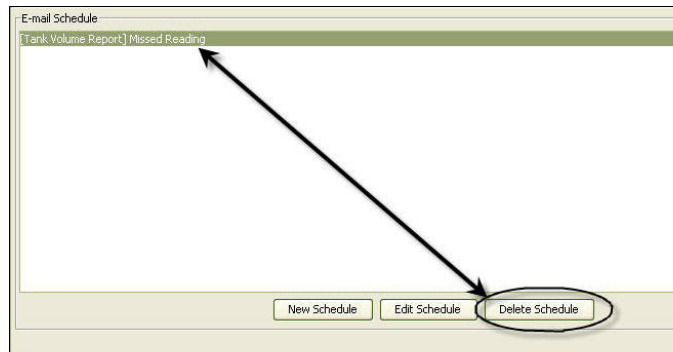 E-mail Schedule
[Tank Volume Report] Missed Reading
New Schedule Edit Schedule Delete Schedule